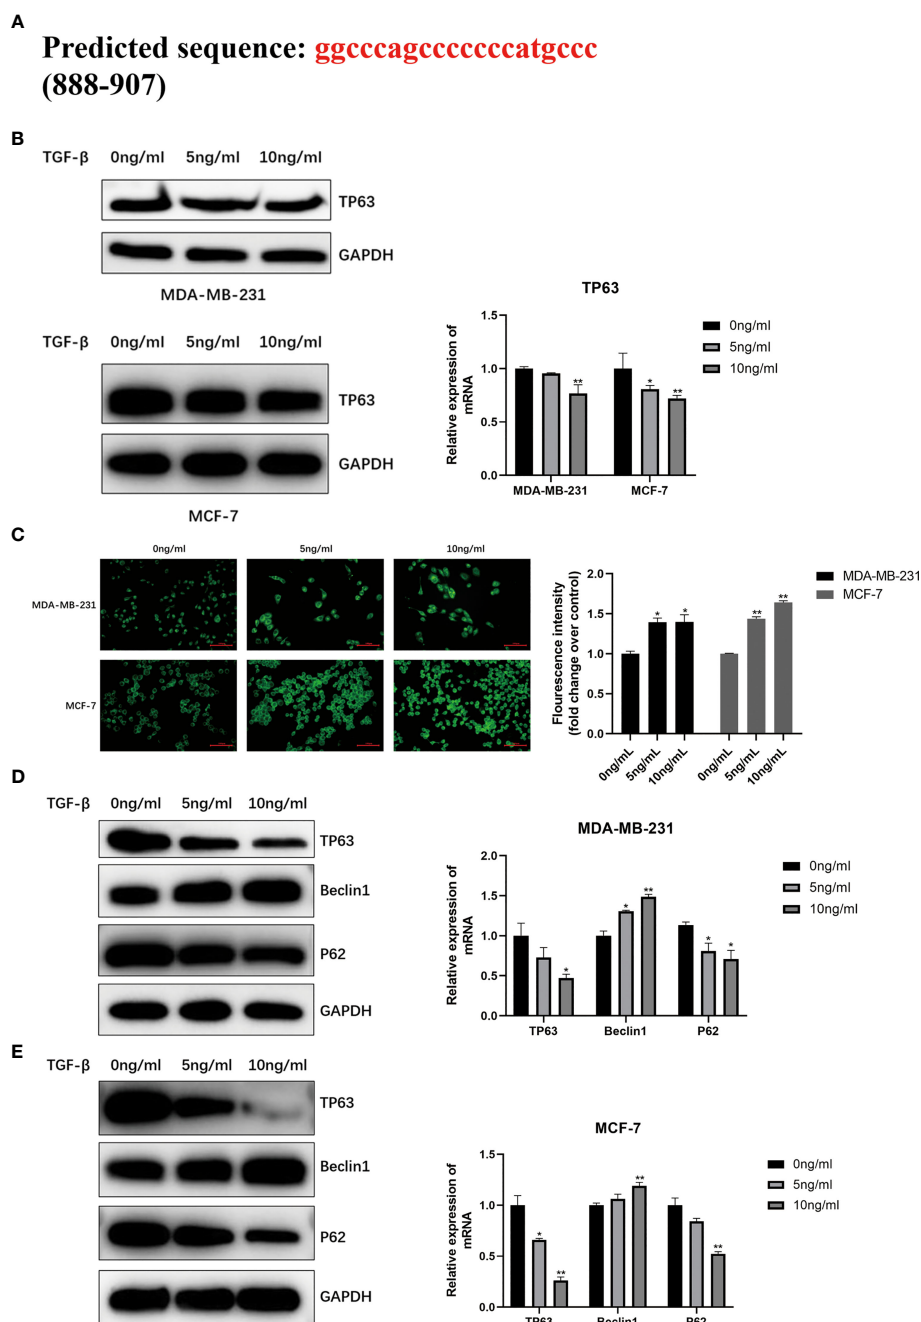 A
Predicted sequence: ggcccagcccccccatgccc
(888-907)
B
TGF-β 0ng/ml 5ng/ml 10ng/ml
TP63
GAPDH
MDA-MB-231
TGF-β 0ng/ml 5ng/ml 10ng/ml
TP63
GAPDH
MCF-7
TP63
Relative expression of
mRNA
1.5
1.0
0.5
0.0
** * **
MDA-MB-231 MCF-7
0ng/ml
5ng/ml
10ng/ml
C
0ng/ml 5ng/ml 10ng/ml
MDA-MB-231
MCF-7
Flourescence intensity
(fold change over control)
2.0
1.5
1.0
0.5
0.0
* * ** **
0ng/mL 5ng/mL 10ng/mL 0ng/mL 5ng/mL 10ng/mL
MDA-MB-231
MCF-7
D
TGF-β 0ng/ml 5ng/ml 10ng/ml
TP63
Beclin1
P62
GAPDH
MDA-MB-231
Relative expression of
mRNA
2.0
1.5
1.0
0.5
0.0
* * ** * *
TP63 Beclin1 P62
0ng/ml
5ng/ml
10ng/ml
E
TGF-β 0ng/ml 5ng/ml 10ng/ml
TP63
Beclin1
P62
GAPDH
MCF-7
Relative expression of
mRNA
1.5
1.0
0.5
0.0
* ** ** **
TP63 Beclin1 P62
0ng/ml
5ng/ml
10ng/ml